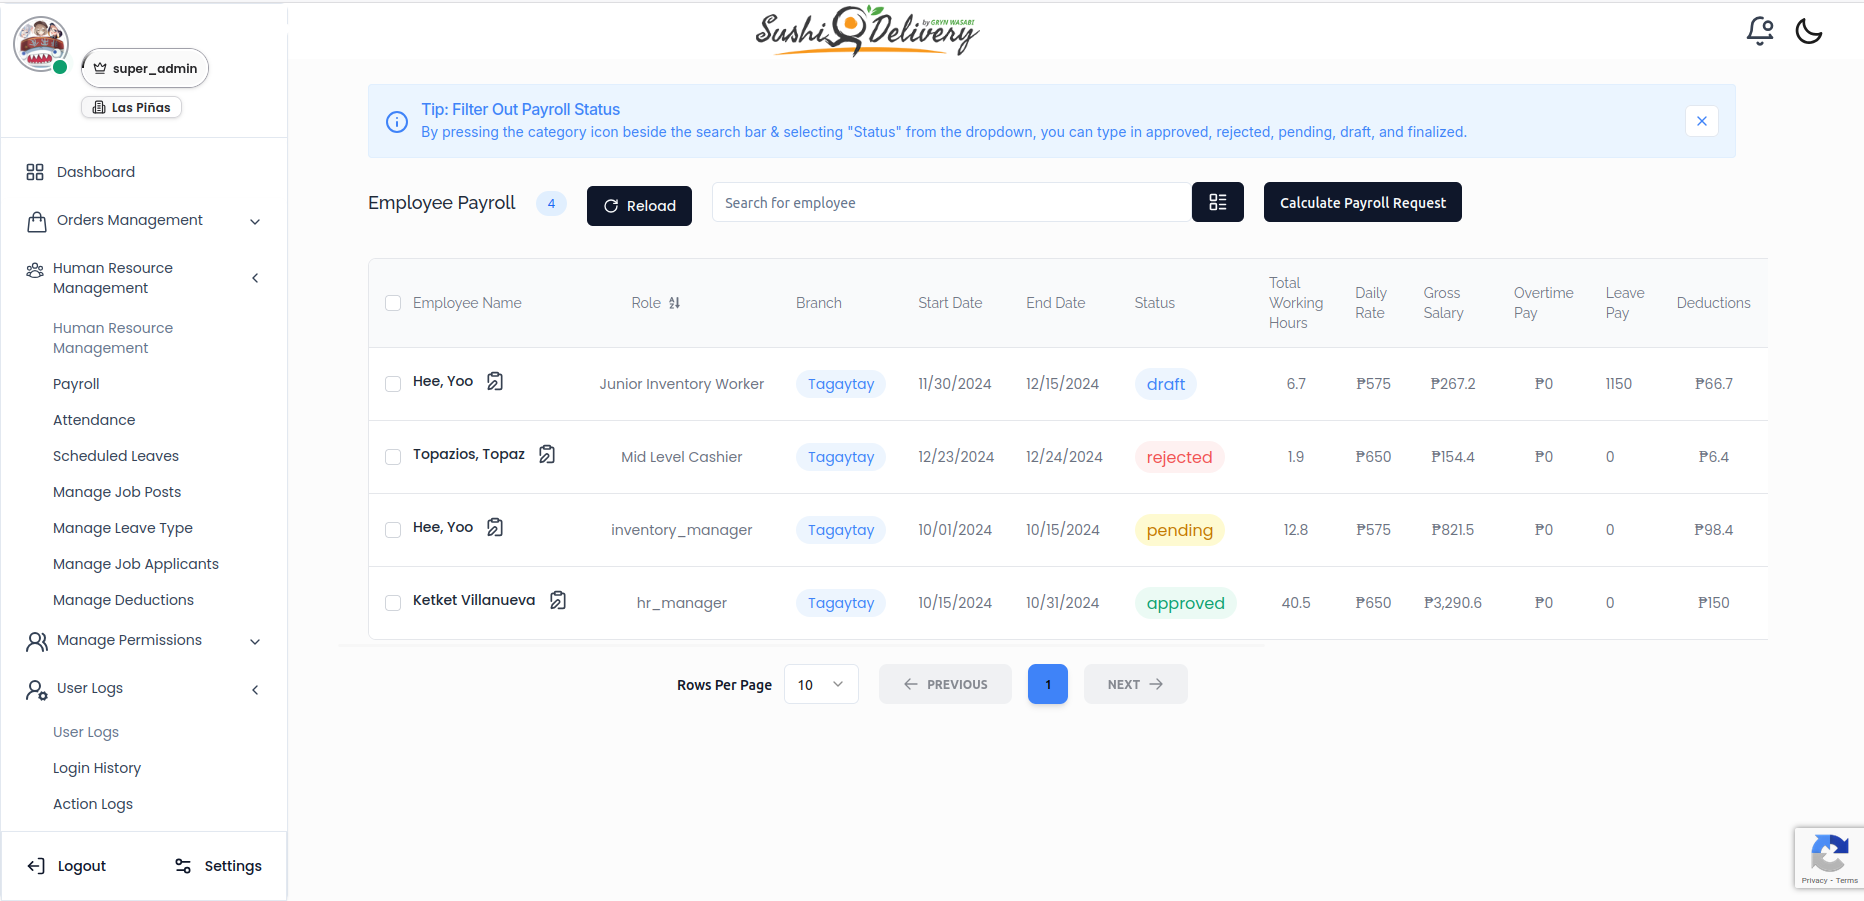 super_admin
Las Piñas
Sushi Delivery
by GRYN WASABI
Dashboard
Orders Management
Human Resource
Management
Human Resource
Management
Payroll
Attendance
Scheduled Leaves
Manage Job Posts
Manage Leave Type
Manage Job Applicants
Manage Deductions
Manage Permissions
User Logs
User Logs
Login History
Action Logs
Logout Settings
Tip: Filter Out Payroll Status
By pressing the category icon beside the search bar & selecting "Status" from the dropdown, you can type in approved, rejected, pending, draft, and finalized.
Employee Payroll 4 Reload Search for employee Calculate Payroll Request
Employee Name Role Branch Start Date End Date Status Total Working Hours Daily Rate Gross Salary Overtime Pay Leave Pay Deductions
Hee, Yoo Junior Inventory Worker Tagaytay 11/30/2024 12/15/2024 draft 6.7 ₱575 ₱267.2 ₱0 1150 ₱66.7
Topazios, Topaz Mid Level Cashier Tagaytay 12/23/2024 12/24/2024 rejected 1.9 ₱650 ₱154.4 ₱0 0 ₱6.4
Hee, Yoo inventory_manager Tagaytay 10/01/2024 10/15/2024 pending 12.8 ₱575 ₱821.5 ₱0 0 ₱98.4
Ketket Villanueva hr_manager Tagaytay 10/15/2024 10/31/2024 approved 40.5 ₱650 ₱3,290.6 ₱0 0 ₱150
Rows Per Page 10 PREVIOUS 1 NEXT
Privacy - Terms